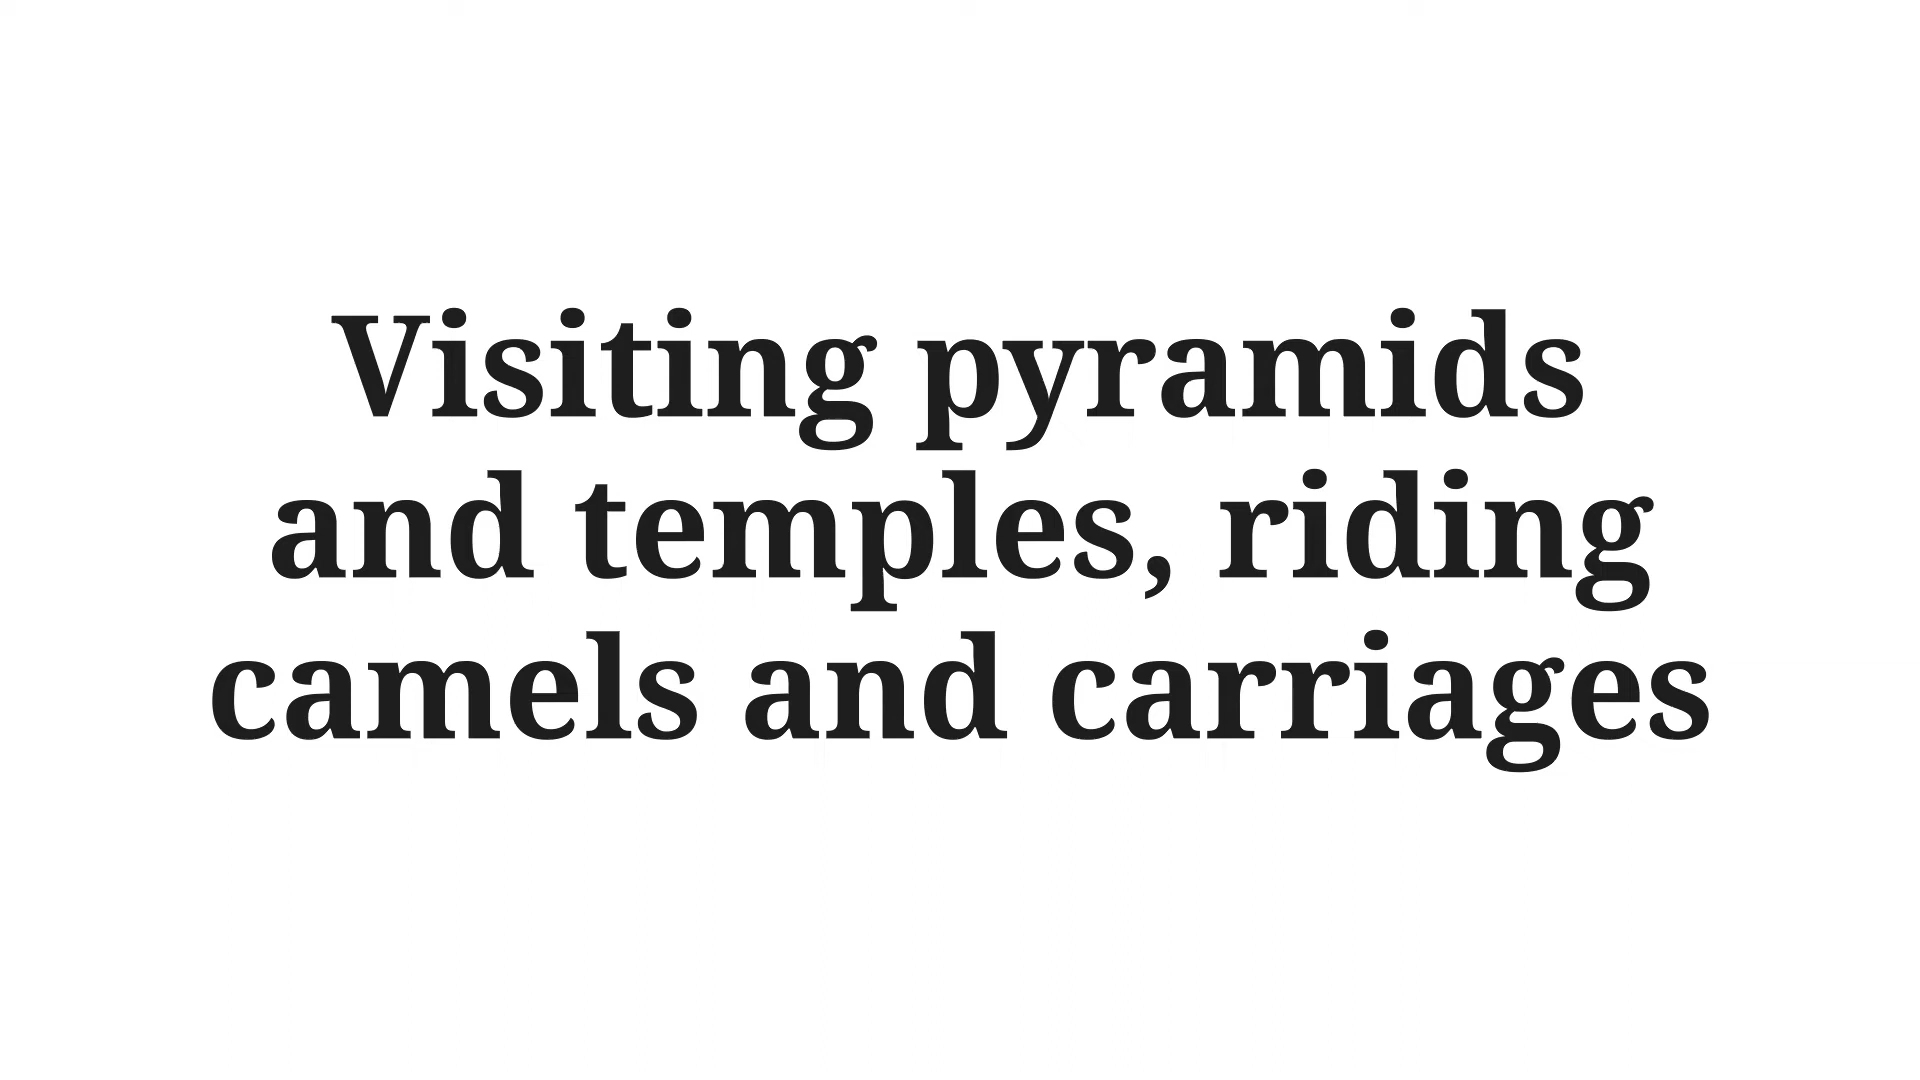 Visiting pyramids
and temples, riding
camels and carriages